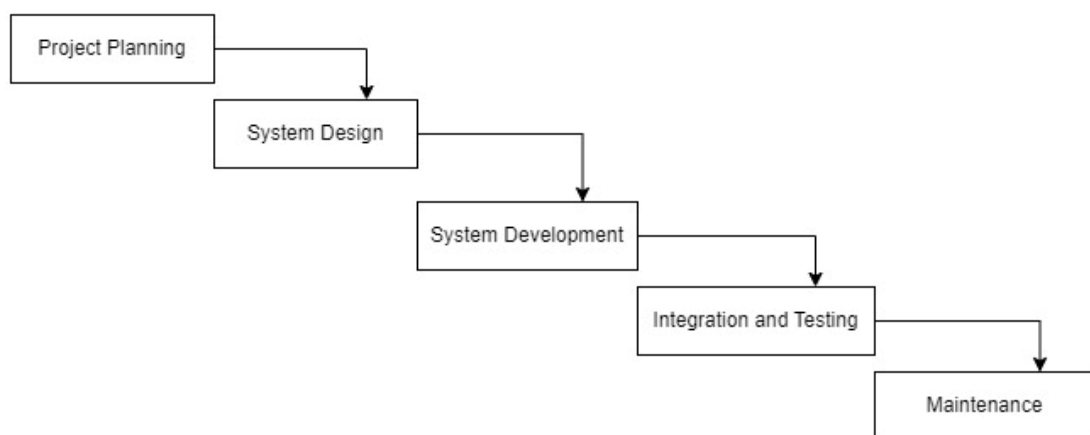 Project Planning
System Design
System Development
Integration and Testing
Maintenance